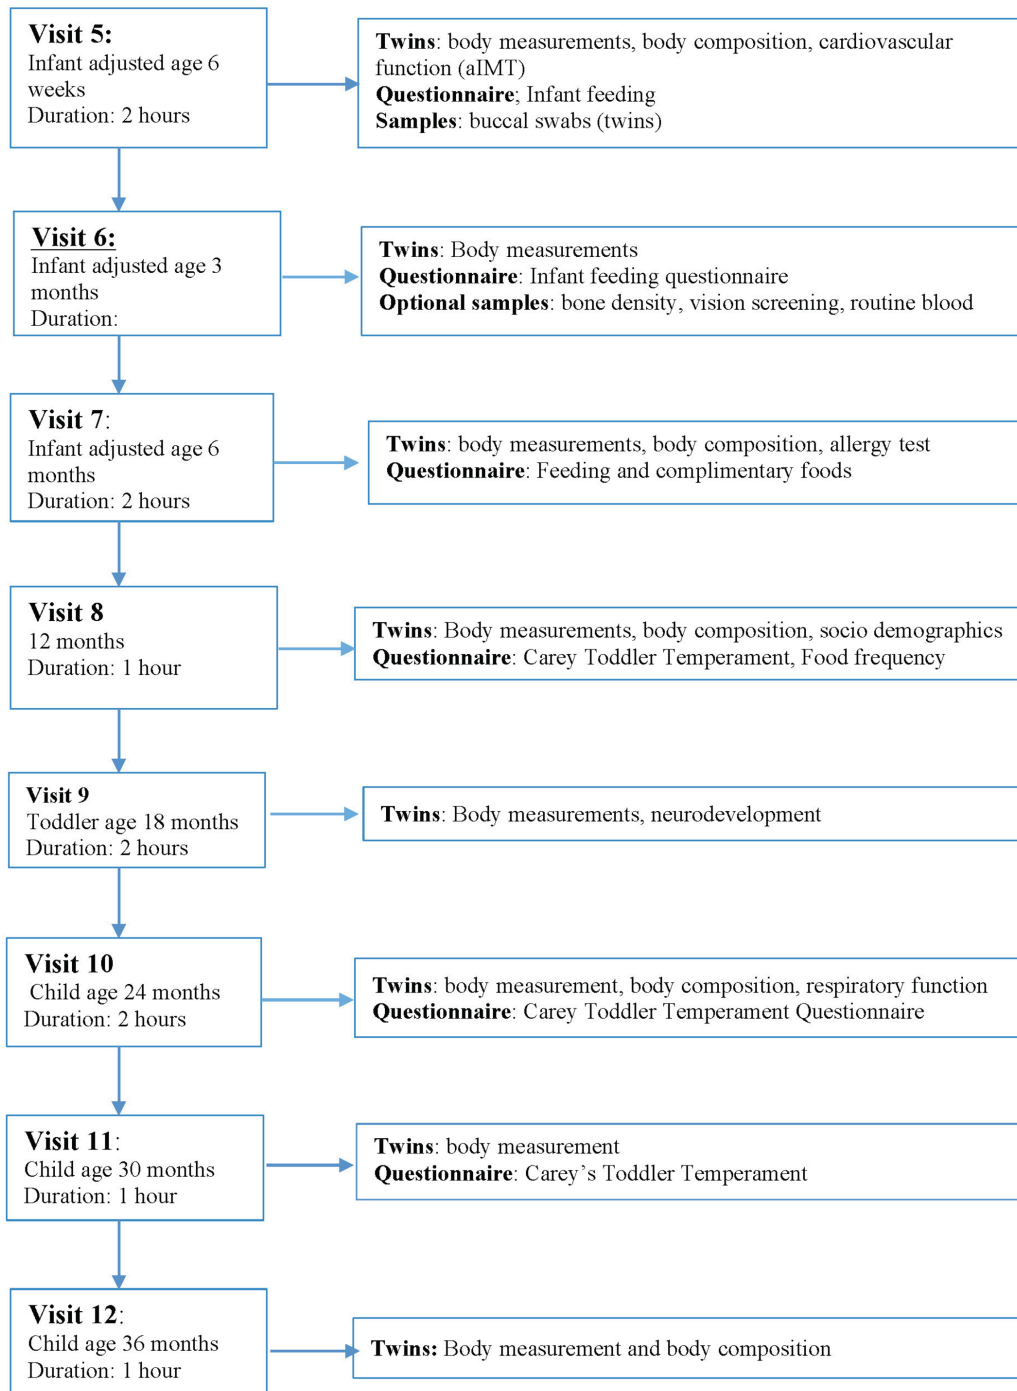 Visit 5:
Infant adjusted age 6
weeks
Duration: 2 hours
Twins: body measurements, body composition, cardiovascular
function (aIMT)
Questionnaire; Infant feeding
Samples: buccal swabs (twins)
Visit 6:
Infant adjusted age 3
months
Duration:
Twins: Body measurements
Questionnaire: Infant feeding questionnaire
Optional samples: bone density, vision screening, routine blood
Visit 7:
Infant adjusted age 6
months
Duration: 2 hours
Twins: body measurements, body composition, allergy test
Questionnaire: Feeding and complimentary foods
Visit 8
12 months
Duration: 1 hour
Twins: Body measurements, body composition, socio demographics
Questionnaire: Carey Toddler Temperament, Food frequency
Visit 9
Toddler age 18 months
Duration: 2 hours
Twins: Body measurements, neurodevelopment
Visit 10
Child age 24 months
Duration: 2 hours
Twins: body measurement, body composition, respiratory function
Questionnaire: Carey Toddler Temperament Questionnaire
Visit 11:
Child age 30 months
Duration: 1 hour
Twins: body measurement
Questionnaire: Carey’s Toddler Temperament
Visit 12:
Child age 36 months
Duration: 1 hour
Twins: Body measurement and body composition